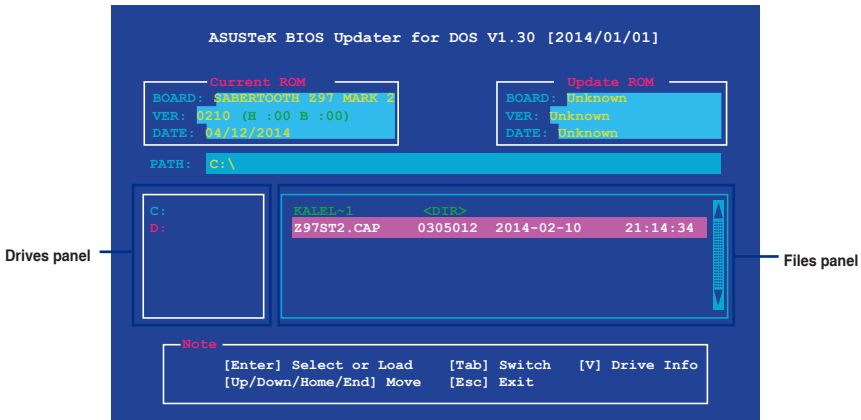 ASUSTeK BIOS Updater for DOS V1.30 [2014/01/01]
Current ROM
BOARD: SABERTOOTH Z97 MARK 2
VER: 0210 (H :00 B :00)
DATE: 04/12/2014
Update ROM
BOARD: Unknown
VER: Unknown
DATE: Unknown
PATH: C:\
C:
D:
KALEL~1 <DIR>
Z97ST2.CAP 0305012 2014-02-10 21:14:34
Drives panel
Files panel
Note
[Enter] Select or Load [Tab] Switch [V] Drive Info
[Up/Down/Home/End] Move [Esc] Exit